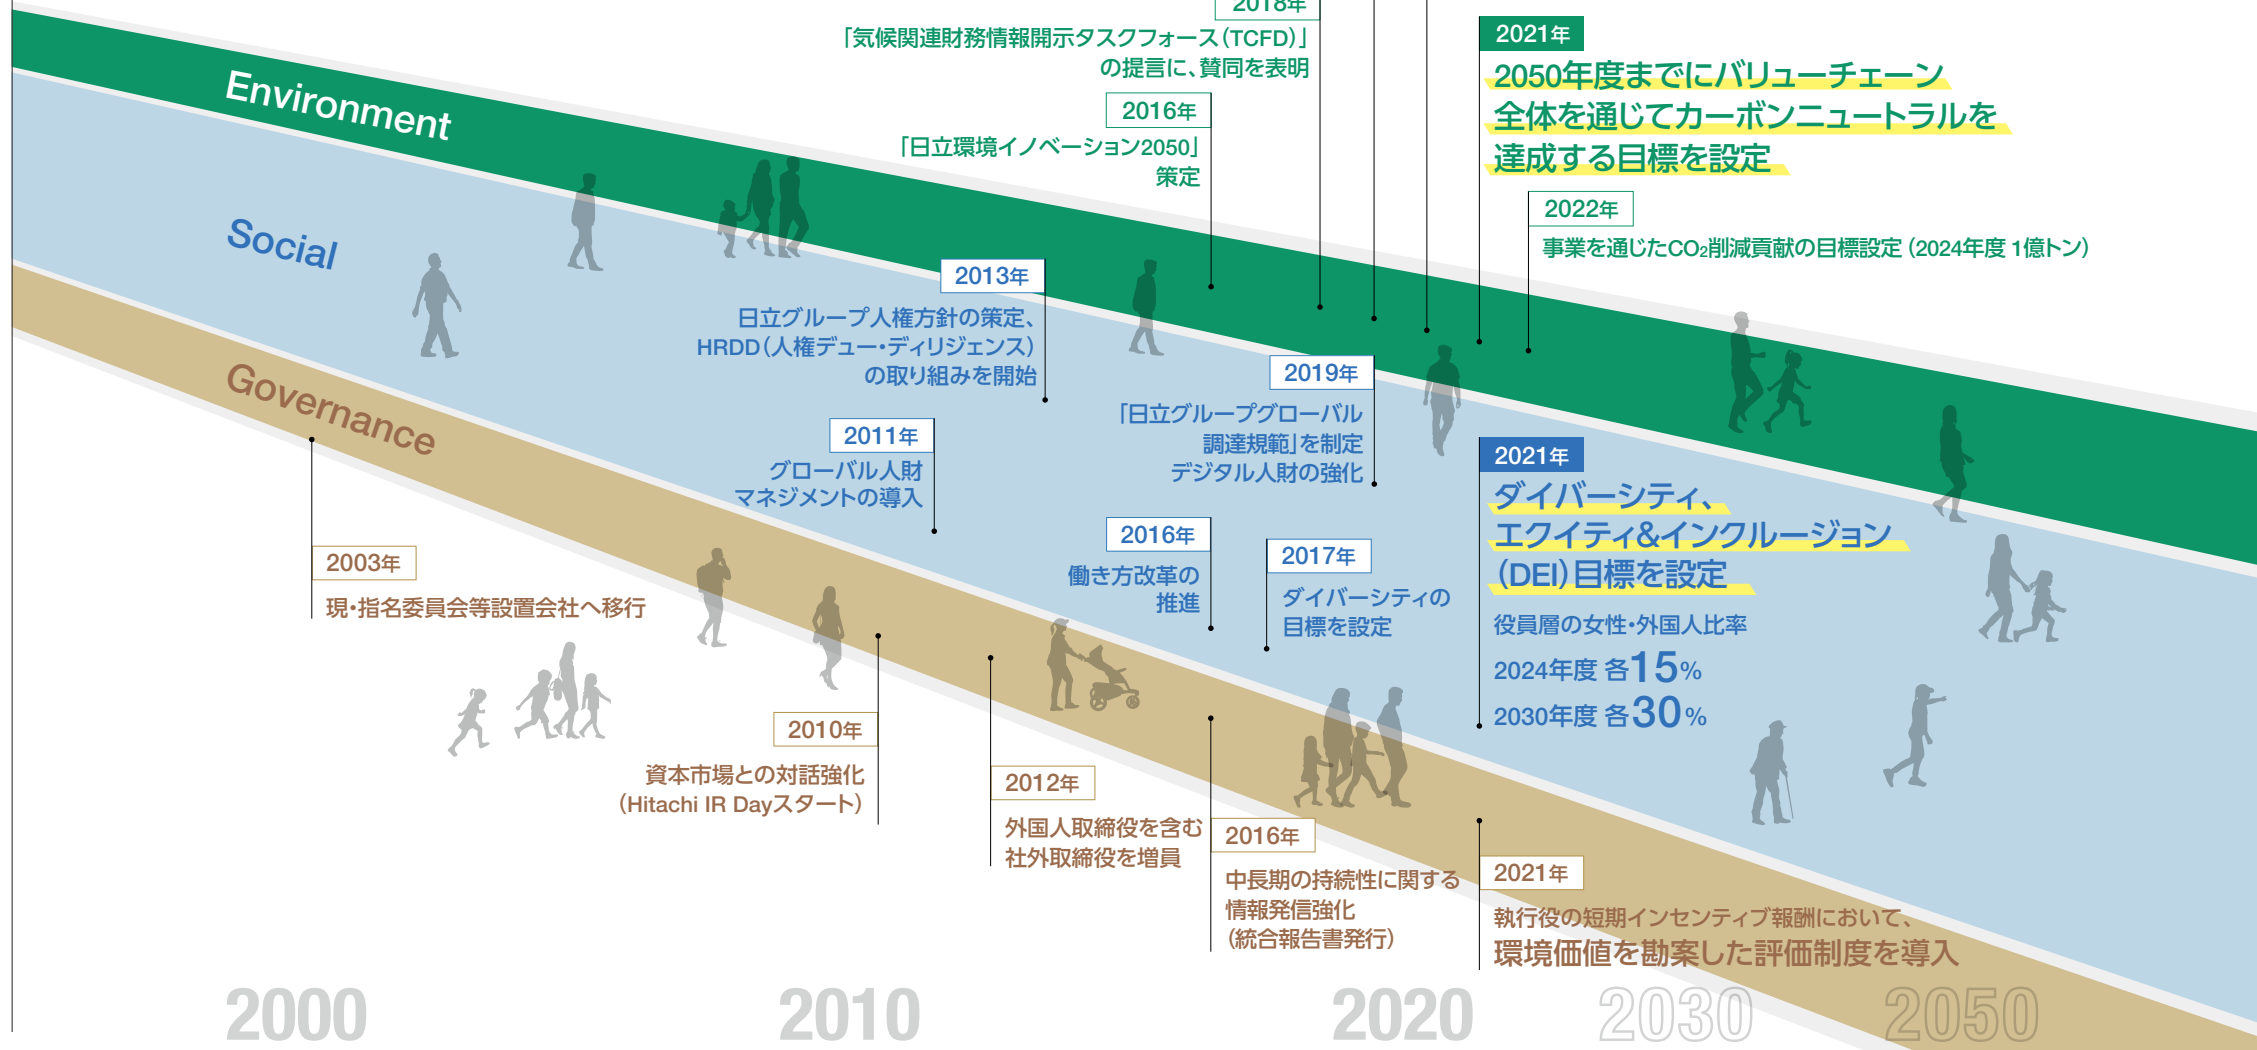 2018年
「気候関連財務情報開示タスクフォース（TCFD）」
の提言に、賛同を表明
2016年
「日立環境イノベーション2050」
策定
2021年
2050年度までにバリューチェーン
全体を通じてカーボンニュートラルを
達成する目標を設定
2022年
事業を通じたCO₂削減貢献の目標設定（2024年度 1億トン）
Environment
Social
Governance
2013年
日立グループ人権方針の策定、
HRDD（人権デュー・ディリジェンス）
の取り組みを開始
2011年
グローバル人財
マネジメントの導入
2019年
「日立グループグローバル
調達規範」を制定
デジタル人財の強化
2016年
働き方改革の
推進
2017年
ダイバーシティの
目標を設定
2021年
ダイバーシティ、
エクイティ&インクルージョン
（DEI）目標を設定
役員層の女性・外国人比率
2024年度 各15%
2030年度 各30%
2003年
現・指名委員会等設置会社へ移行
2010年
資本市場との対話強化
（Hitachi IR Dayスタート）
2012年
外国人取締役を含む
社外取締役を増員
2016年
中長期の持続性に関する
情報発信強化
（統合報告書発行）
2021年
執行役の短期インセンティブ報酬において、
環境価値を勘案した評価制度を導入
2000
2010
2020
2030
2050